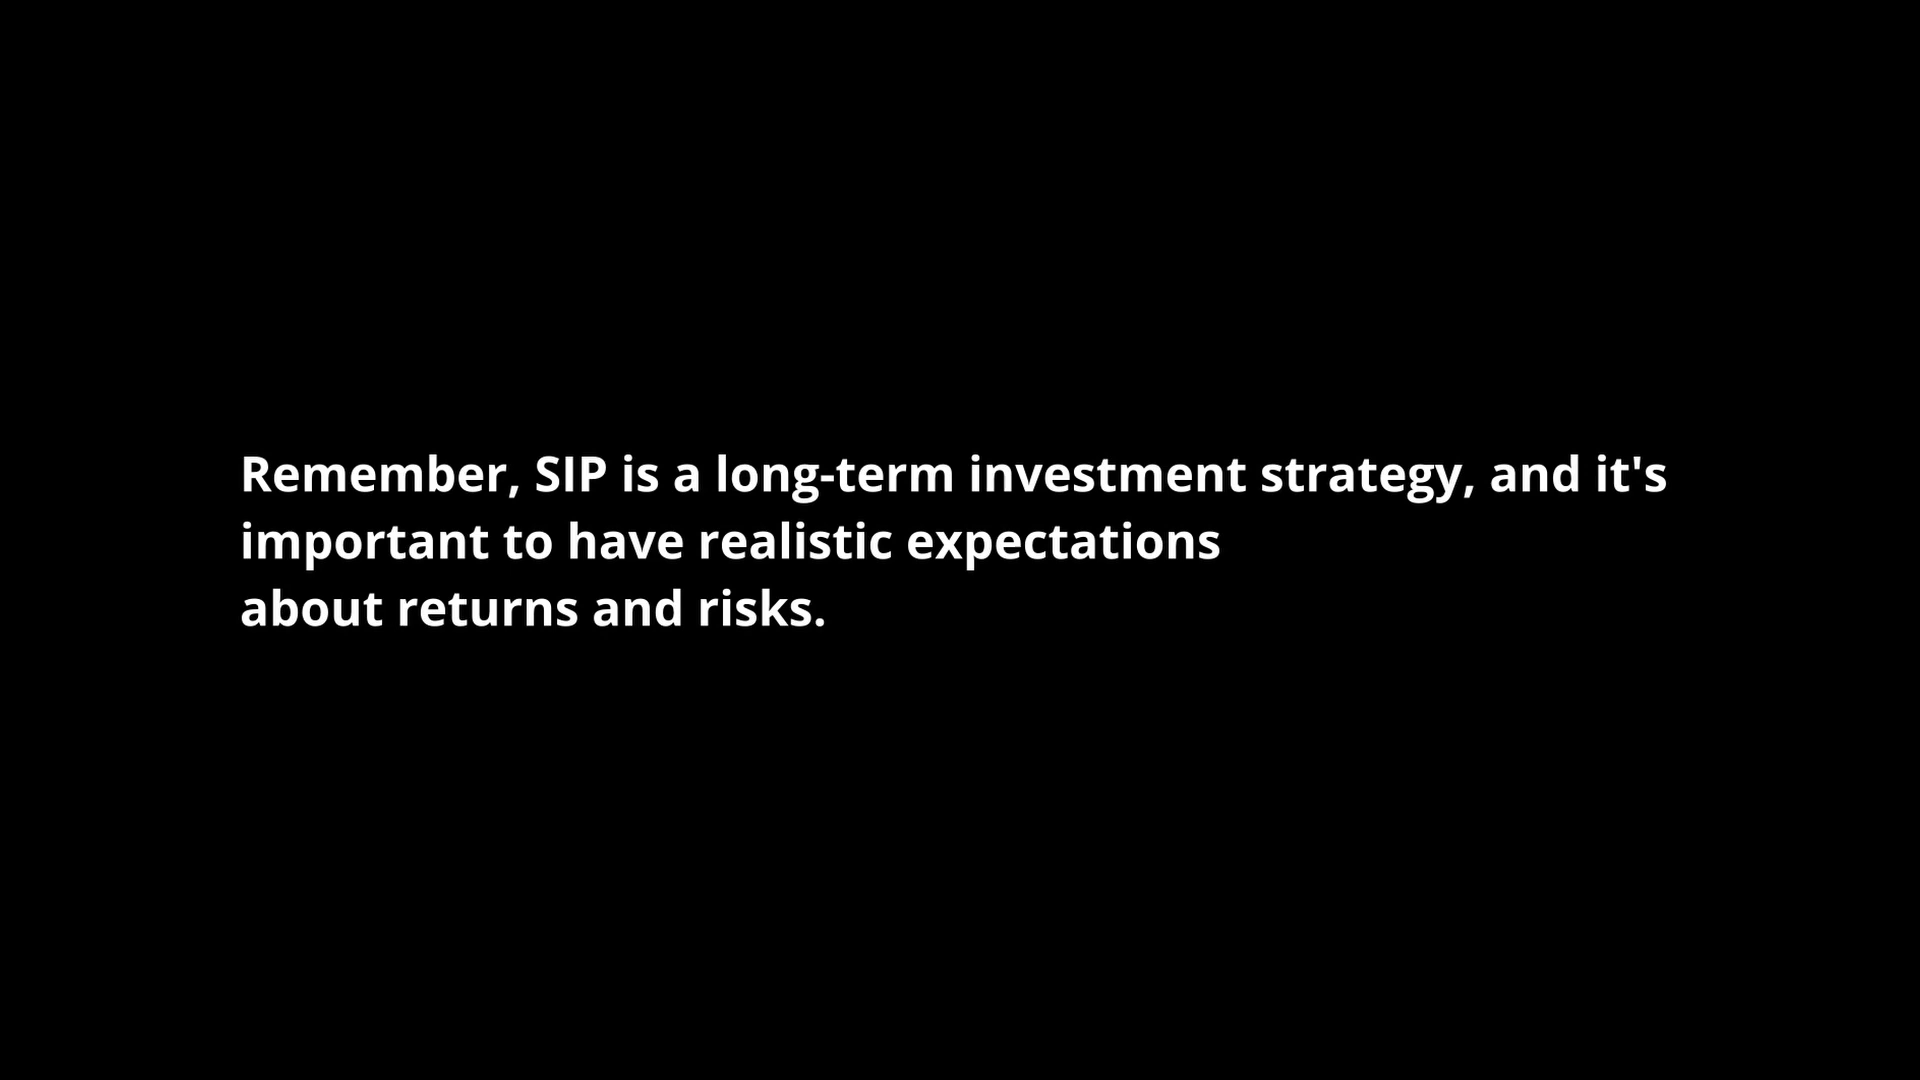 Remember, SIP is a long-term investment strategy, and it's
important to have realistic expectations
about returns and risks.